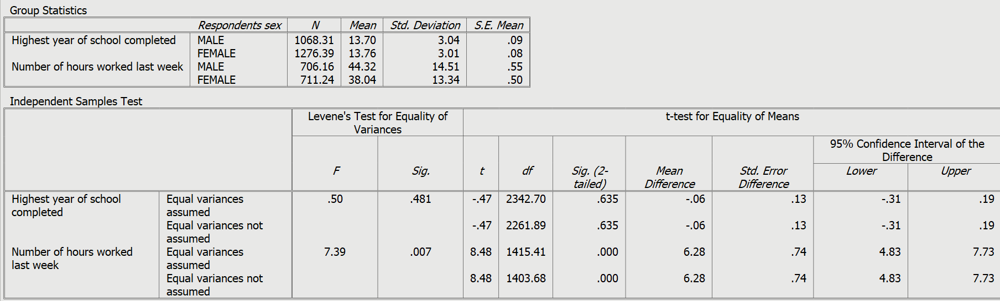 Group Statistics
Respondents sex N Mean Std. Deviation S.E. Mean
Highest year of school completed MALE 1068.31 13.70 3.04 .09
FEMALE 1276.39 13.76 3.01 .08
Number of hours worked last week MALE 706.16 44.32 14.51 .55
FEMALE 711.24 38.04 13.34 .50
Independent Samples Test
Levene's Test for Equality of t-test for Equality of Means
Variances
95% Confidence Interval of the
Difference
F Sig. t df Sig. (2- Mean Std. Error Lower Upper
tailed) Difference Difference
Highest year of school Equal variances .50 .481 -.47 2342.70 .635 -.06 .13 -.31 .19
completed assumed
Equal variances not -.47 2261.89 .635 -.06 .13 -.31 .19
assumed
Number of hours worked Equal variances 7.39 .007 8.48 1415.41 .000 6.28 .74 4.83 7.73
last week assumed
Equal variances not 8.48 1403.68 .000 6.28 .74 4.83 7.73
assumed